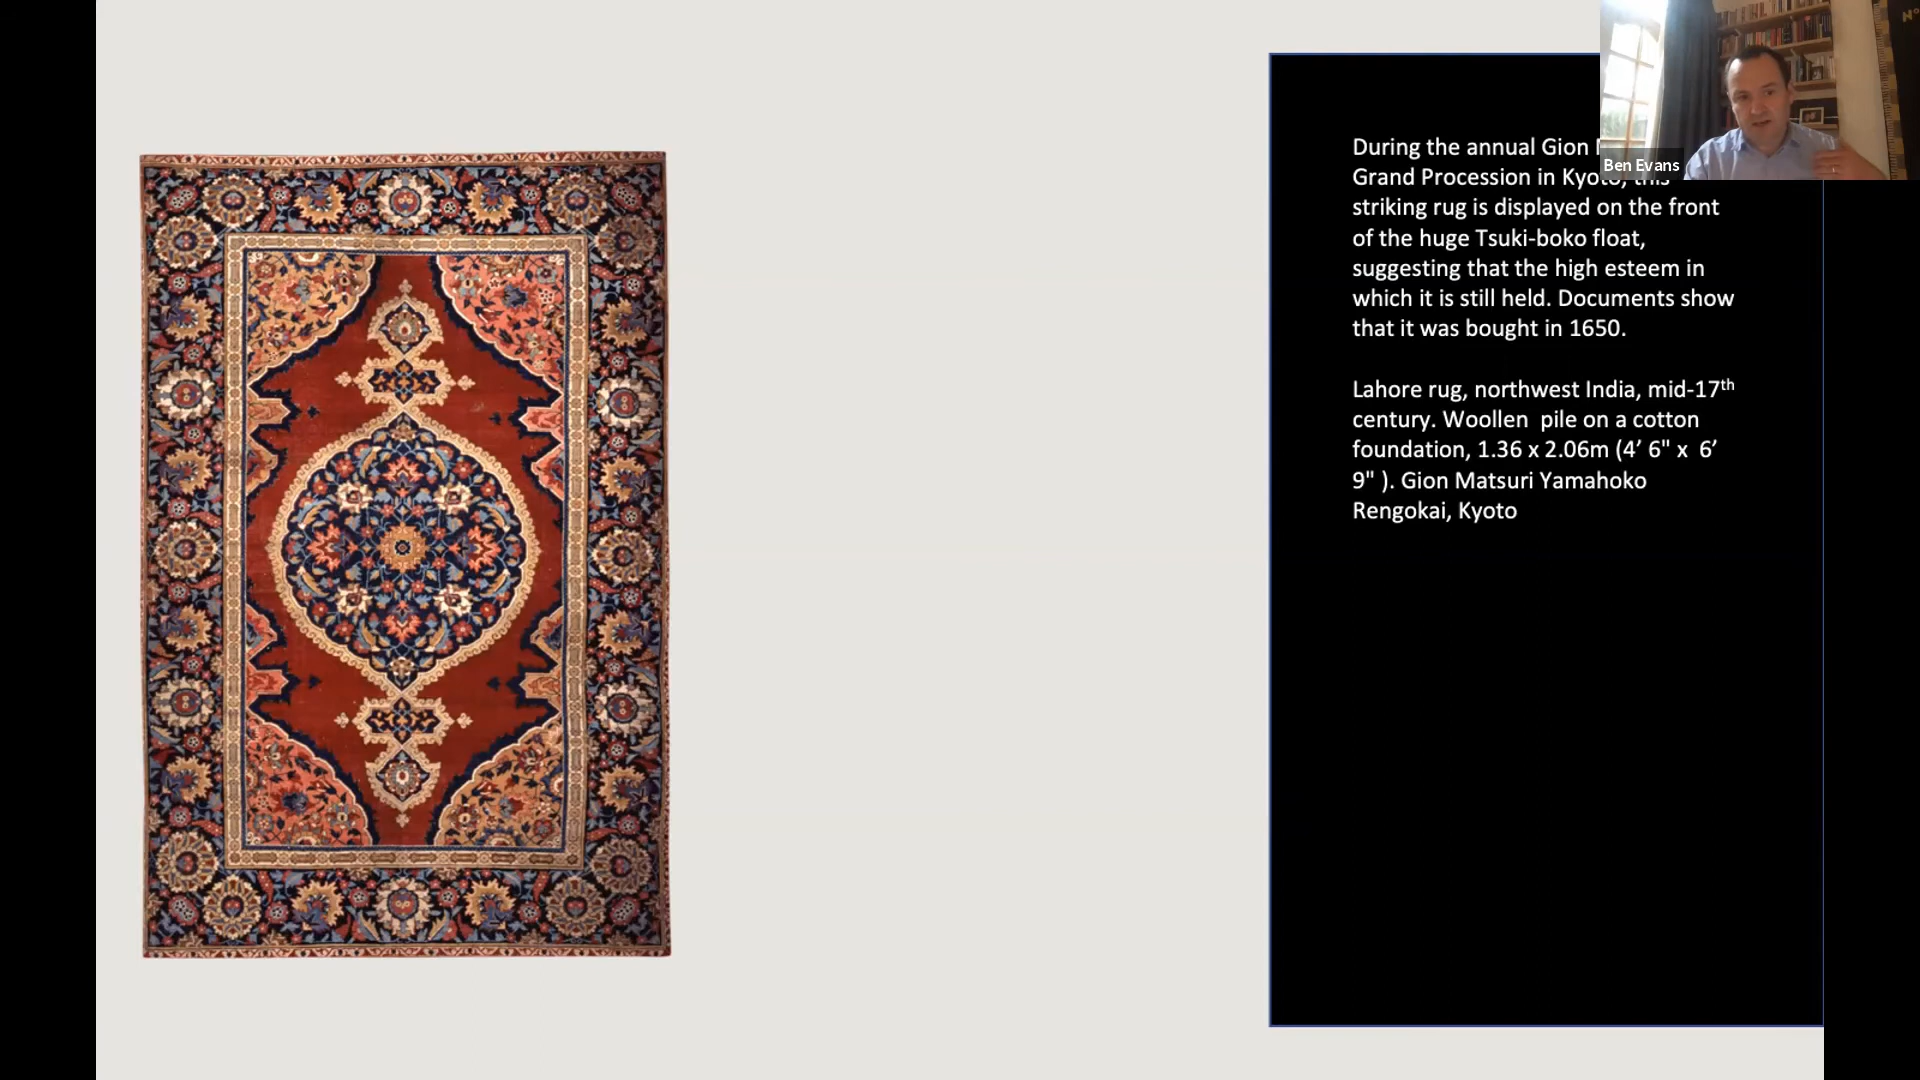 During the annual Gion
Grand Procession in Kyoto, this
striking rug is displayed on the front
of the huge Tsuki-boko float,
suggesting that the high esteem in
which it is still held. Documents show
that it was bought in 1650.
Lahore rug, northwest India, mid-17th
century. Woollen  pile on a cotton
foundation, 1.36 x 2.06m (4’ 6" x  6’
9" ). Gion Matsuri Yamahoko
Rengokai, Kyoto
Ben Evans